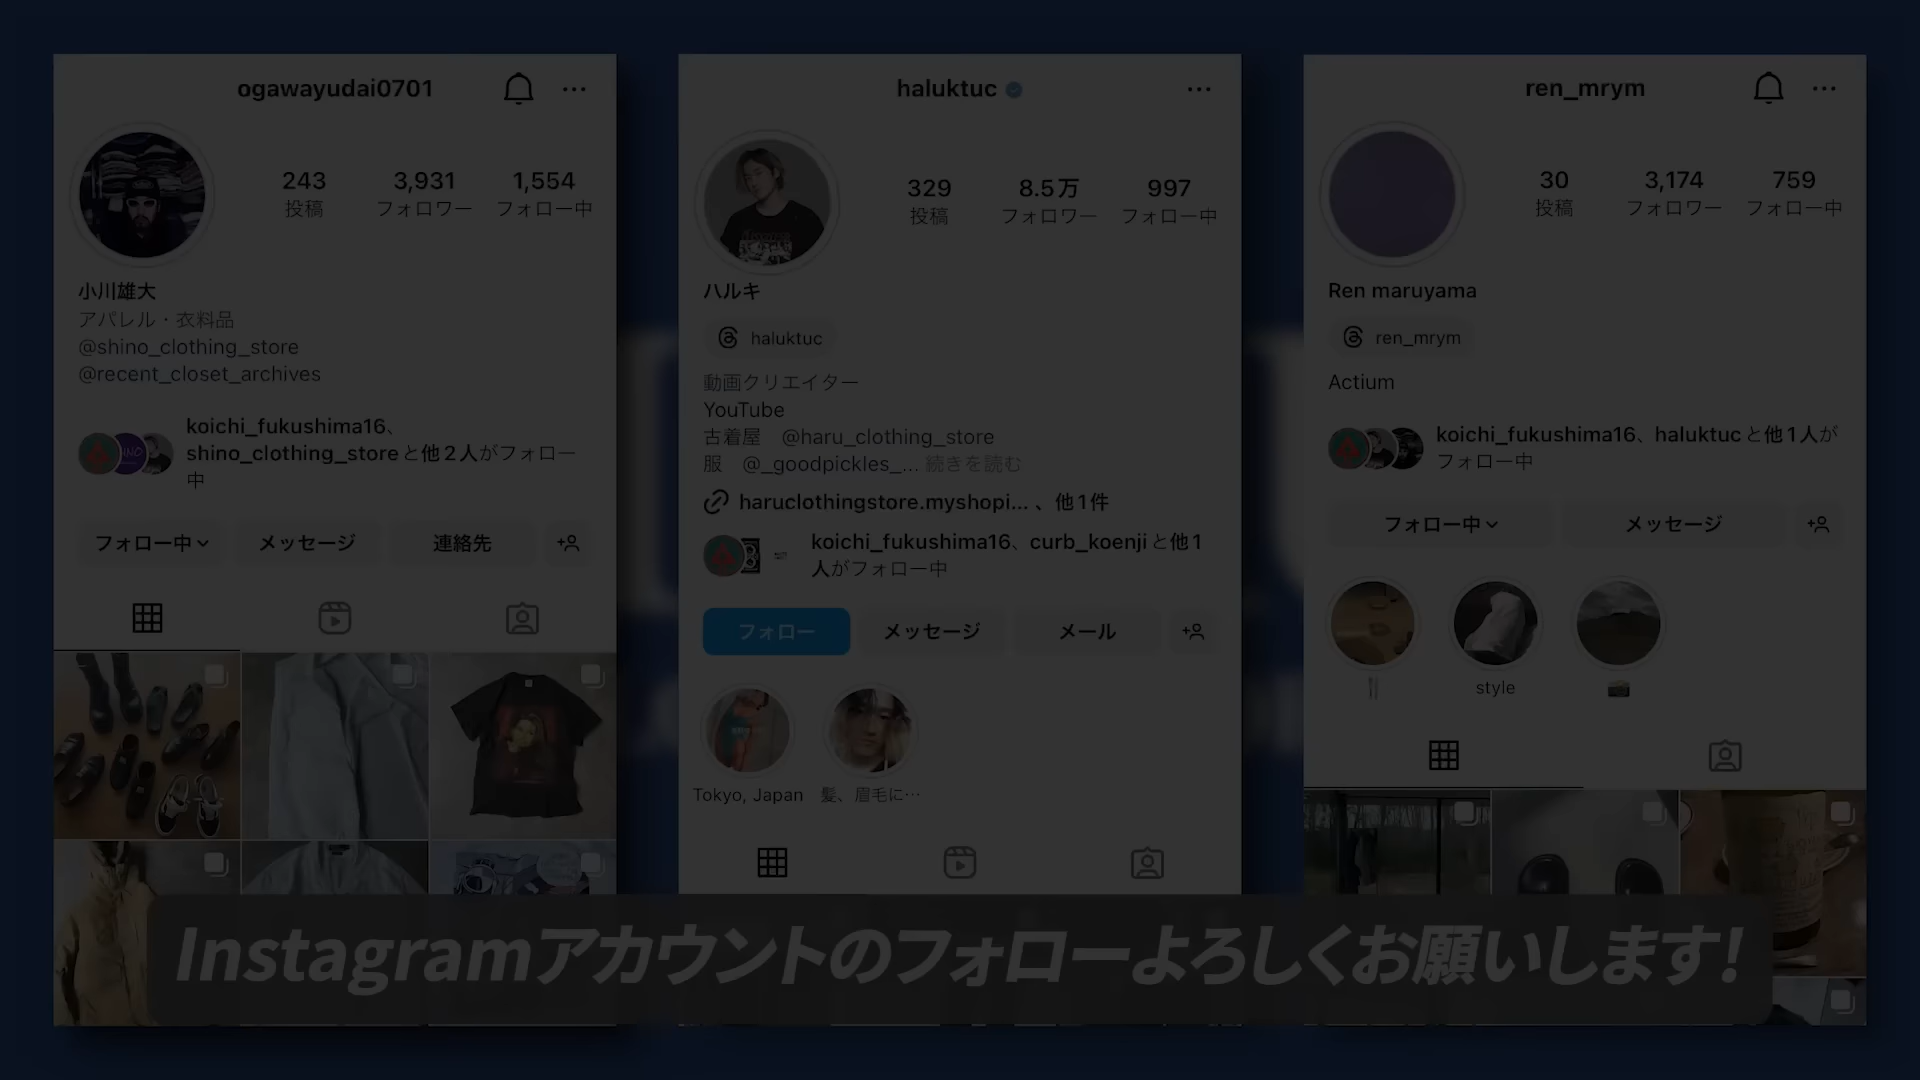 ogawayudai0701
243
3,931
1,554
投稿
フォロワー
フォロー中
小川雄大
アパレル・衣料品
@shino_clothing_store
@recent_closet_archives
koichi_fukushima16、
shino_clothing_storeと他2人がフォロー
中
フォロー中
メッセージ
連絡先
haluktuc
329
8.5万
997
投稿
フォロワー
フォロー中
ハルキ
haluktuc
動画クリエイター
YouTube
古着屋 @haru_clothing_store
服 @_goodpickles_... 続きを読む
haruclothingstore.myshopi... 、他1件
koichi_fukushima16、curb_koenjiと他1
人がフォロー中
フォロー
メッセージ
メール
Tokyo, Japan
髪、眉毛に…
ren_mrym
30
3,174
759
投稿
フォロワー
フォロー中
Ren maruyama
ren_mrym
Actium
koichi_fukushima16、haluktucと他1人が
フォロー中
フォロー中
メッセージ
style
Instagramアカウントのフォローよろしくお願いします!